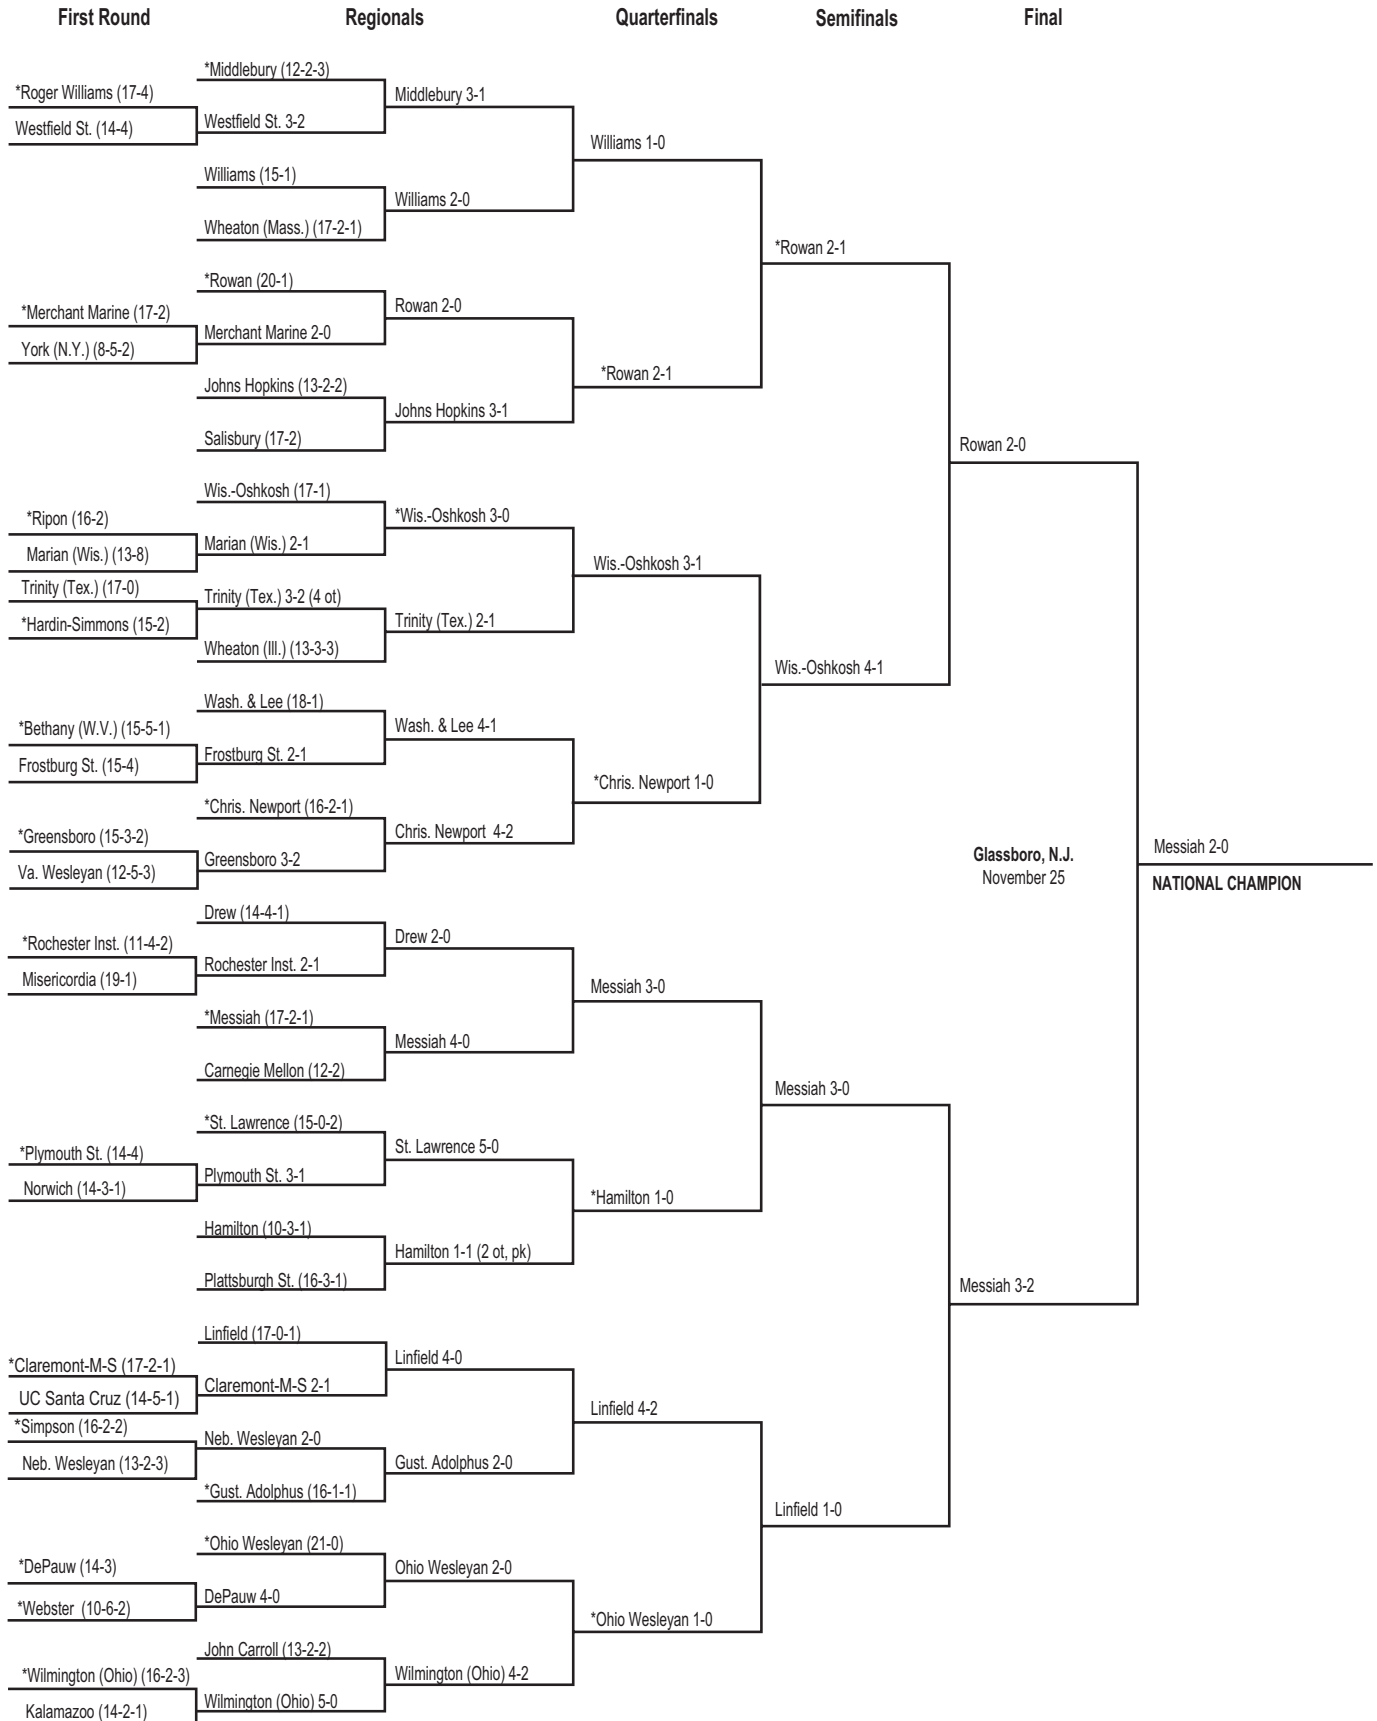 First Round
Regionals
Quarterfinals
Semifinals
Final
*Roger Williams (17-4)
Westfield St. (14-4)
*Merchant Marine (17-2)
York (N.Y.) (8-5-2)
*Ripon (16-2)
Marian (Wis.) (13-8)
Trinity (Tex.) (17-0)
*Hardin-Simmons (15-2)
*Bethany (W.V.) (15-5-1)
Frostburg St. (15-4)
*Greensboro (15-3-2)
Va. Wesleyan (12-5-3)
*Rochester Inst. (11-4-2)
Misericordia (19-1)
*Plymouth St. (14-4)
Norwich (14-3-1)
*Claremont-M-S (17-2-1)
UC Santa Cruz (14-5-1)
*Simpson (16-2-2)
Neb. Wesleyan (13-2-3)
*DePauw (14-3)
*Webster (10-6-2)
*Wilmington (Ohio) (16-2-3)
Kalamazoo (14-2-1)
*Middlebury (12-2-3)
Westfield St. 3-2
Williams (15-1)
Wheaton (Mass.) (17-2-1)
*Rowan (20-1)
Merchant Marine 2-0
Johns Hopkins (13-2-2)
Salisbury (17-2)
Wis.-Oshkosh (17-1)
Marian (Wis.) 2-1
Trinity (Tex.) 3-2 (4 ot)
Wheaton (Ill.) (13-3-3)
Wash. & Lee (18-1)
Frostburg St. 2-1
*Chris. Newport (16-2-1)
Greensboro 3-2
Drew (14-4-1)
Rochester Inst. 2-1
*Messiah (17-2-1)
Carnegie Mellon (12-2)
*St. Lawrence (15-0-2)
Plymouth St. 3-1
Hamilton (10-3-1)
Plattsburgh St. (16-3-1)
Linfield (17-0-1)
Claremont-M-S 2-1
Neb. Wesleyan 2-0
*Gust. Adolphus (16-1-1)
*Ohio Wesleyan (21-0)
DePauw 4-0
John Carroll (13-2-2)
Wilmington (Ohio) 5-0
Middlebury 3-1
Williams 2-0
Rowan 2-0
Johns Hopkins 3-1
*Wis.-Oshkosh 3-0
Trinity (Tex.) 2-1
Wash. & Lee 4-1
Chris. Newport 4-2
Drew 2-0
Messiah 4-0
St. Lawrence 5-0
Hamilton 1-1 (2 ot, pk)
Linfield 4-0
Gust. Adolphus 2-0
Ohio Wesleyan 2-0
Wilmington (Ohio) 4-2
Williams 1-0
*Rowan 2-1
Wis.-Oshkosh 3-1
*Chris. Newport 1-0
Messiah 3-0
*Hamilton 1-0
Linfield 4-2
*Ohio Wesleyan 1-0
*Rowan 2-1
Wis.-Oshkosh 4-1
Messiah 3-0
Linfield 1-0
Rowan 2-0
Messiah 3-2
Glassboro, N.J.
November 25
Messiah 2-0
NATIONAL CHAMPION